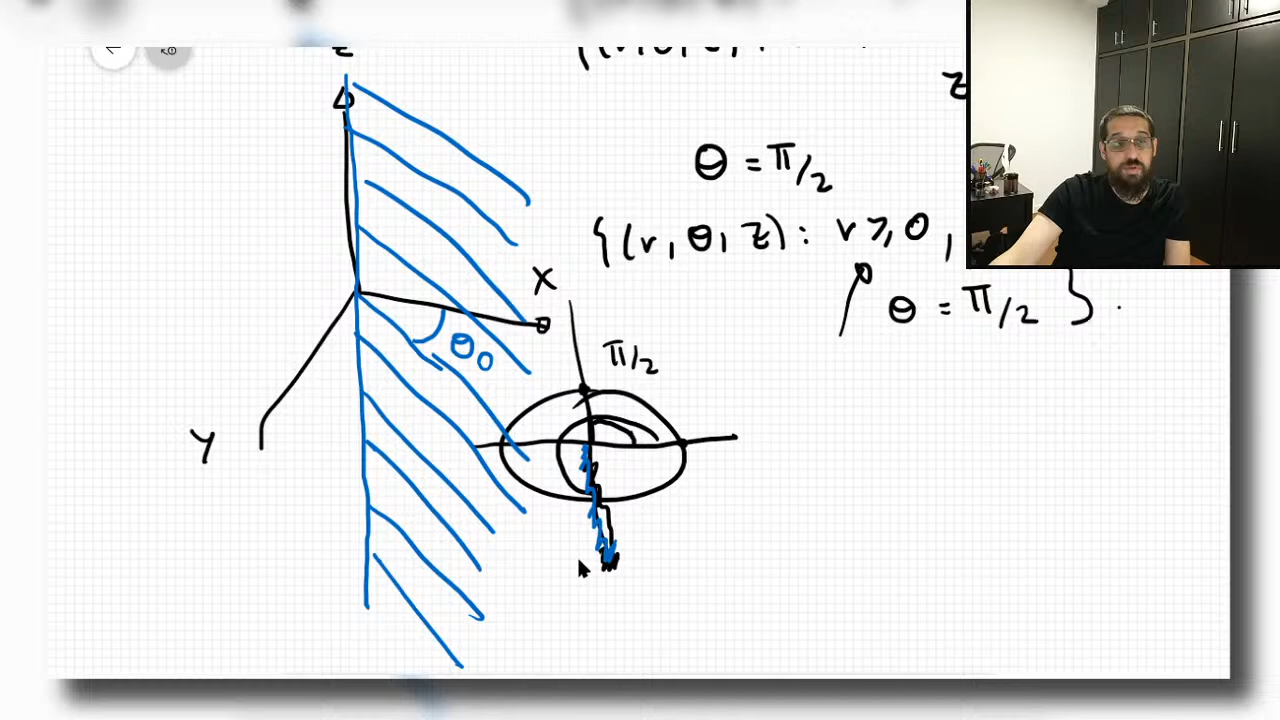 z
z
θ = π/2
{(r, θ, z) : r ≥ 0,
θ = π/2 } .
x
θ₀
π/2
y